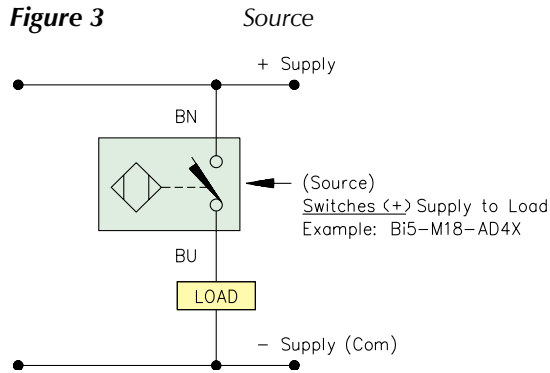 Figure 3 Source
+ Supply
BN
(Source)
Switches (+) Supply to Load
Example: Bi5-M18-AD4X
BU
LOAD
- Supply (Com)